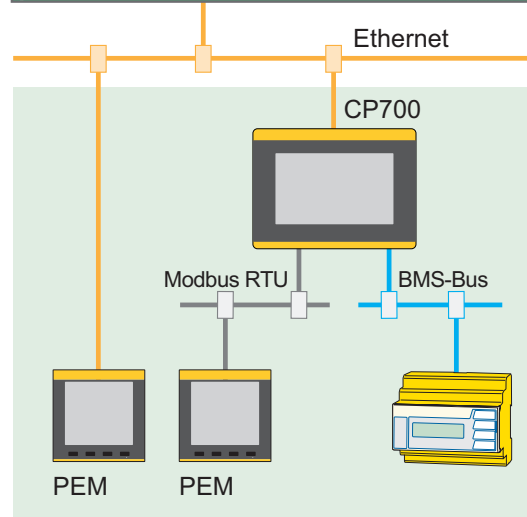 Ethernet
CP700
Modbus RTU
BMS-Bus
PEM
PEM